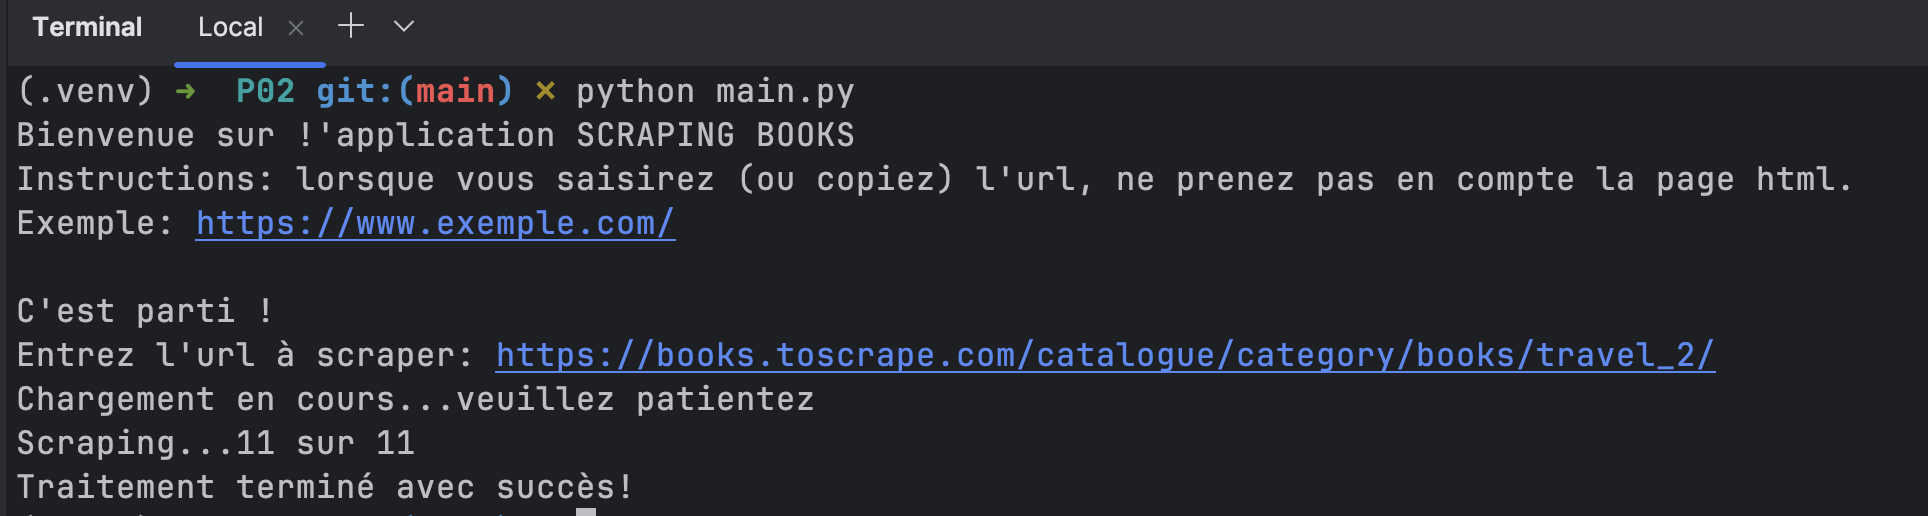 Terminal Local × + ⌄
(.venv) → P02 git:(main) × python main.py
Bienvenue sur !'application SCRAPING BOOKS
Instructions: lorsque vous saisirez (ou copiez) l'url, ne prenez pas en compte la page html.
Exemple: https://www.exemple.com/
C'est parti !
Entrez l'url à scraper: https://books.toscrape.com/catalogue/category/books/travel_2/
Chargement en cours...veuillez patientez
Scraping...11 sur 11
Traitement terminé avec succès!